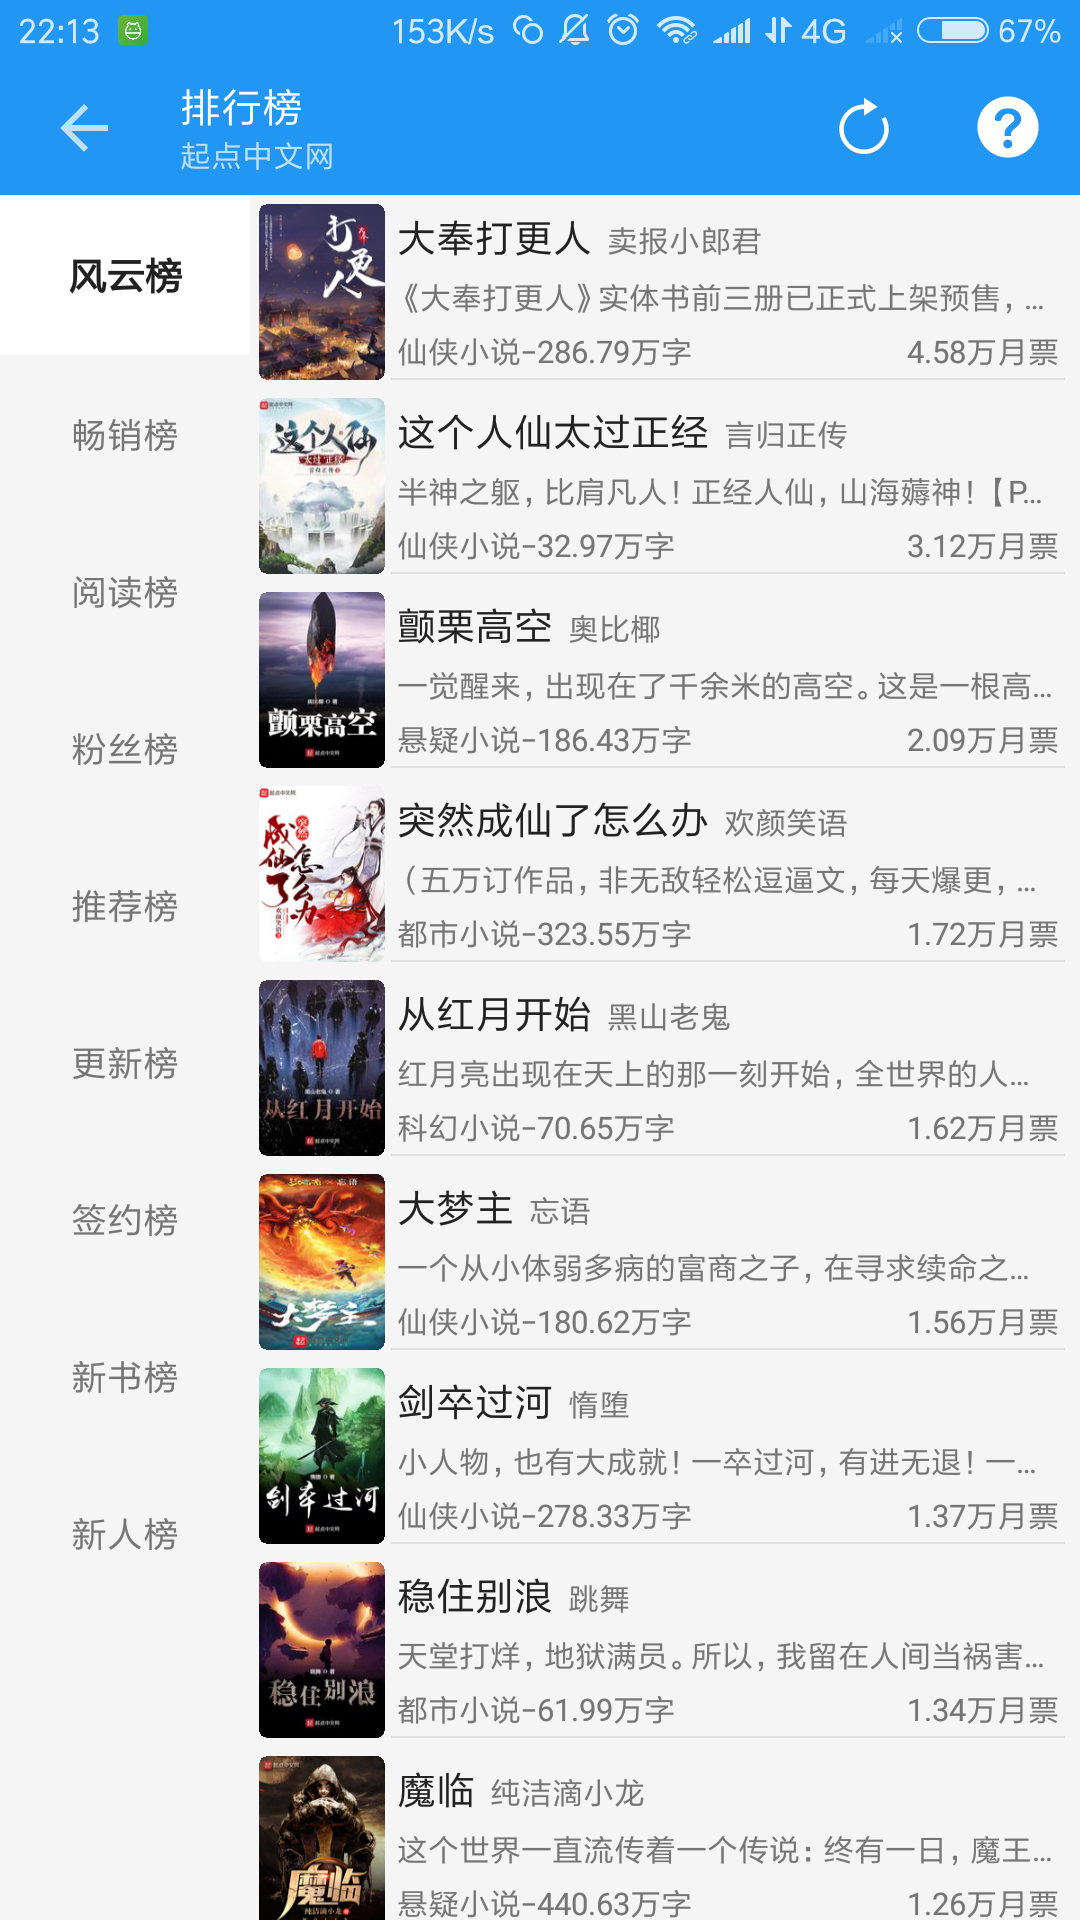 22:13
153K/s
4G
67%
排行榜
起点中文网
风云榜
畅销榜
阅读榜
粉丝榜
推荐榜
更新榜
签约榜
新书榜
新人榜
大奉打更人 卖报小郎君
《大奉打更人》实体书前三册已正式上架预售，...
仙侠小说-286.79万字 4.58万月票
这个人仙太过正经 言归正传
半神之躯，比肩凡人！正经人仙，山海薅神！【P...
仙侠小说-32.97万字 3.12万月票
颤栗高空 奥比椰
一觉醒来，出现在了千余米的高空。这是一根高...
悬疑小说-186.43万字 2.09万月票
突然成仙了怎么办 欢颜笑语
（五万订作品，非无敌轻松逗逼文，每天爆更，...
都市小说-323.55万字 1.72万月票
从红月开始 黑山老鬼
红月亮出现在天上的那一刻开始，全世界的人...
科幻小说-70.65万字 1.62万月票
大梦主 忘语
一个从小体弱多病的富商之子，在寻求续命之...
仙侠小说-180.62万字 1.56万月票
剑卒过河 惰堕
小人物，也有大成就！一卒过河，有进无退！一...
仙侠小说-278.33万字 1.37万月票
稳住别浪 跳舞
天堂打烊，地狱满员。所以，我留在人间当祸害...
都市小说-61.99万字 1.34万月票
魔临 纯洁滴小龙
这个世界一直流传着一个传说：终有一日，魔王...
悬疑小说-440.63万字 1.26万月票
打更人
这个人仙
颤栗高空
突然
成仙了
怎么办
从红月开始
大梦主
剑卒过河
稳住别浪
魔临